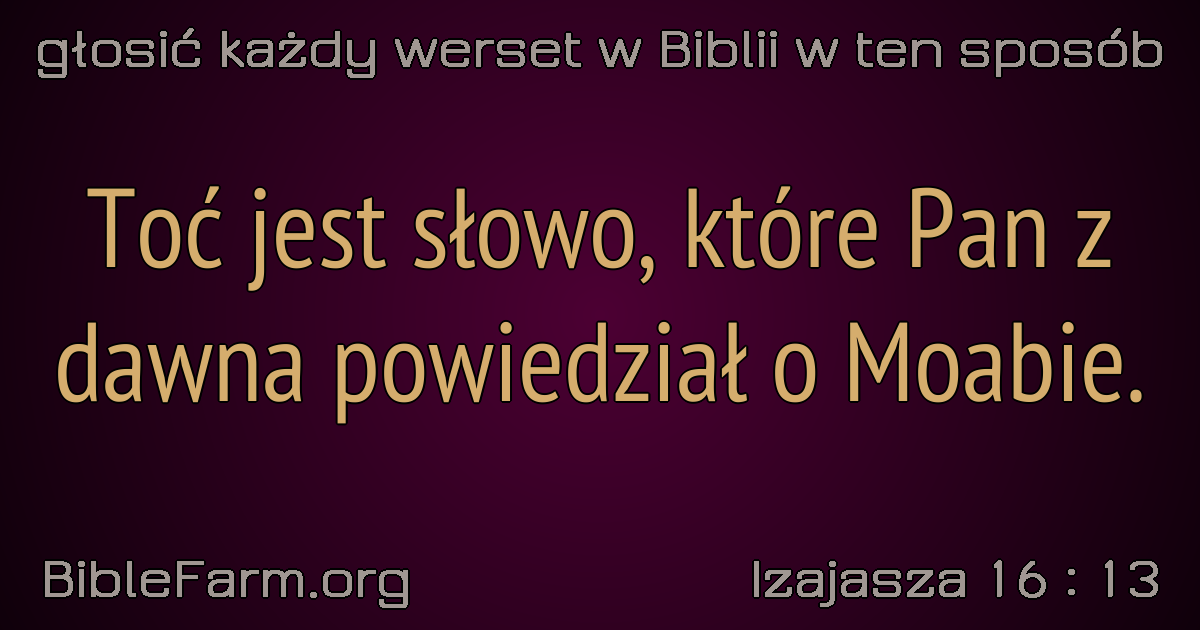 głosić każdy werset w Biblii w ten sposób
Toć jest słowo, które Pan z
dawna powiedział o Moabie.
BibleFarm.org
Izajasza 16 : 13